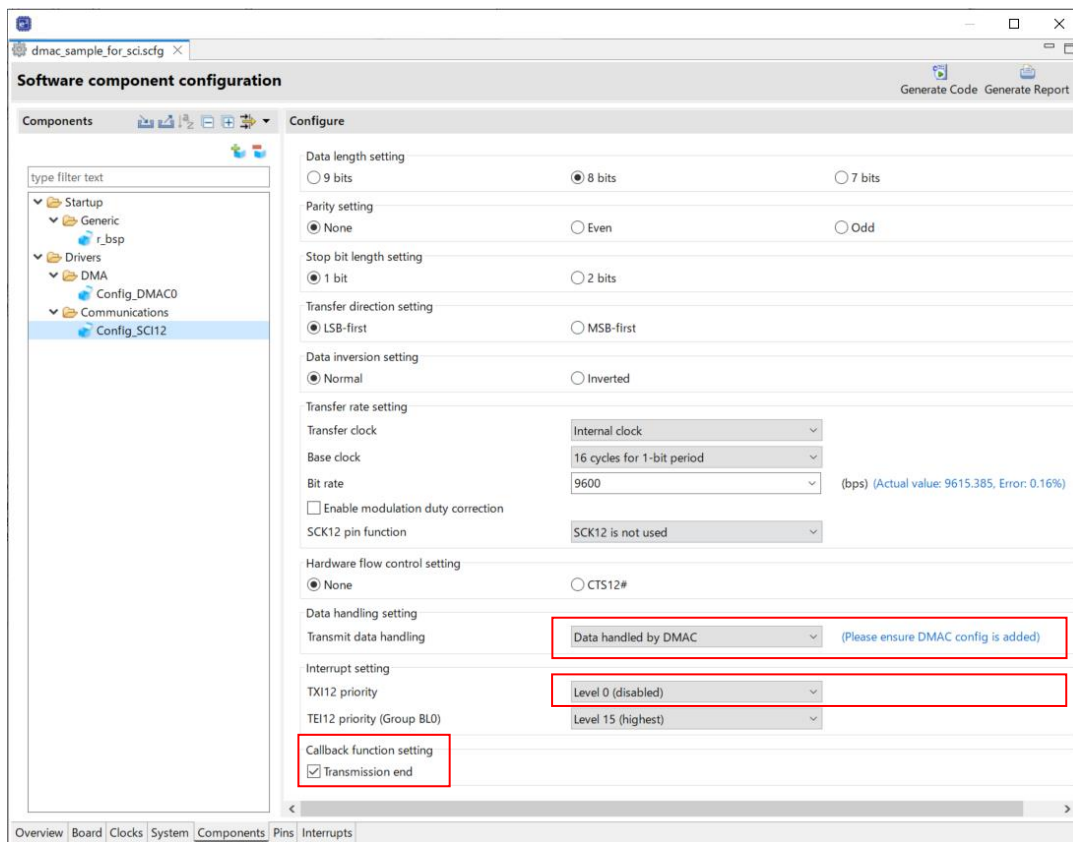 dmac_sample_for_sci.scfg
Software component configuration
Generate Code Generate Report
Components
Configure
type filter text
Startup
Generic
r_bsp
Drivers
DMA
Config_DMAC0
Communications
Config_SCI12
Data length setting
9 bits 8 bits 7 bits
Parity setting
None Even Odd
Stop bit length setting
1 bit 2 bits
Transfer direction setting
LSB-first MSB-first
Data inversion setting
Normal Inverted
Transfer rate setting
Transfer clock Internal clock
Base clock 16 cycles for 1-bit period
Bit rate 9600 (bps) (Actual value: 9615.385, Error: 0.16%)
Enable modulation duty correction
SCK12 pin function SCK12 is not used
Hardware flow control setting
None CTS12#
Data handling setting
Transmit data handling Data handled by DMAC (Please ensure DMAC config is added)
Interrupt setting
TXI12 priority Level 0 (disabled)
TEI12 priority (Group BL0) Level 15 (highest)
Callback function setting
Transmission end
Overview Board Clocks System Components Pins Interrupts